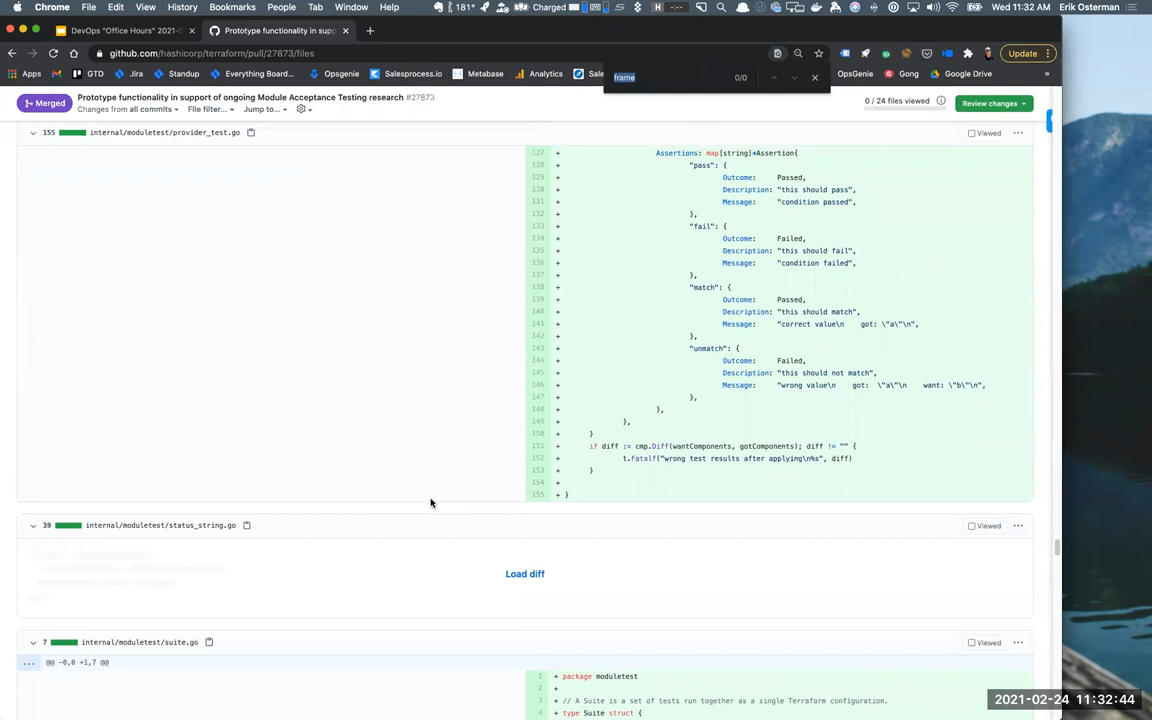 Chrome File Edit View History Bookmarks People Tab Window Help
181° Charged Wed 11:32 AM Erik Osterman
DevOps "Office Hours" 2021-0
Prototype functionality in supp
github.com/hashicorp/terraform/pull/27873/files
Update
Apps GTD Jira Standup Everything Board... Opsgenie Salesproces.io Metabase Analytics Sale
frame 0/0
OpsGenie Gong Google Drive
Merged
Prototype functionality in support of ongoing Module Acceptance Testing research #27873
Changes from all commits File filter... Jump to...
0 / 24 files viewed
Review changes
155 internal/moduletest/provider_test.go
Viewed
127 + Assertions: map[string]*Assertion{
128 + "pass": {
129 + Outcome: Passed,
130 + Description: "this should pass",
131 + Message: "condition passed",
132 + },
133 + "fail": {
134 + Outcome: Failed,
135 + Description: "this should fail",
136 + Message: "condition failed",
137 + },
138 + "match": {
139 + Outcome: Passed,
140 + Description: "this should match",
141 + Message: "correct value\n    got: \"a\"\n",
142 + },
143 + "unmatch": {
144 + Outcome: Failed,
145 + Description: "this should not match",
146 + Message: "wrong value\n    got:  \"a\"\n    want: \"b\"\n",
147 + },
148 + },
149 + },
150 + }
151 + if diff := cmp.Diff(wantComponents, gotComponents); diff != "" {
152 + t.Fatalf("wrong test results after applying\n%s", diff)
153 + }
154 +
155 + }
39 internal/moduletest/status_string.go
Viewed
Load diff
7 internal/moduletest/suite.go
Viewed
... @@ -0,0 +1,7 @@
1 + package moduletest
2 +
3 + // A Suite is a set of tests run together as a single Terraform configuration.
4 + type Suite struct {
2021-02-24 11:32:44